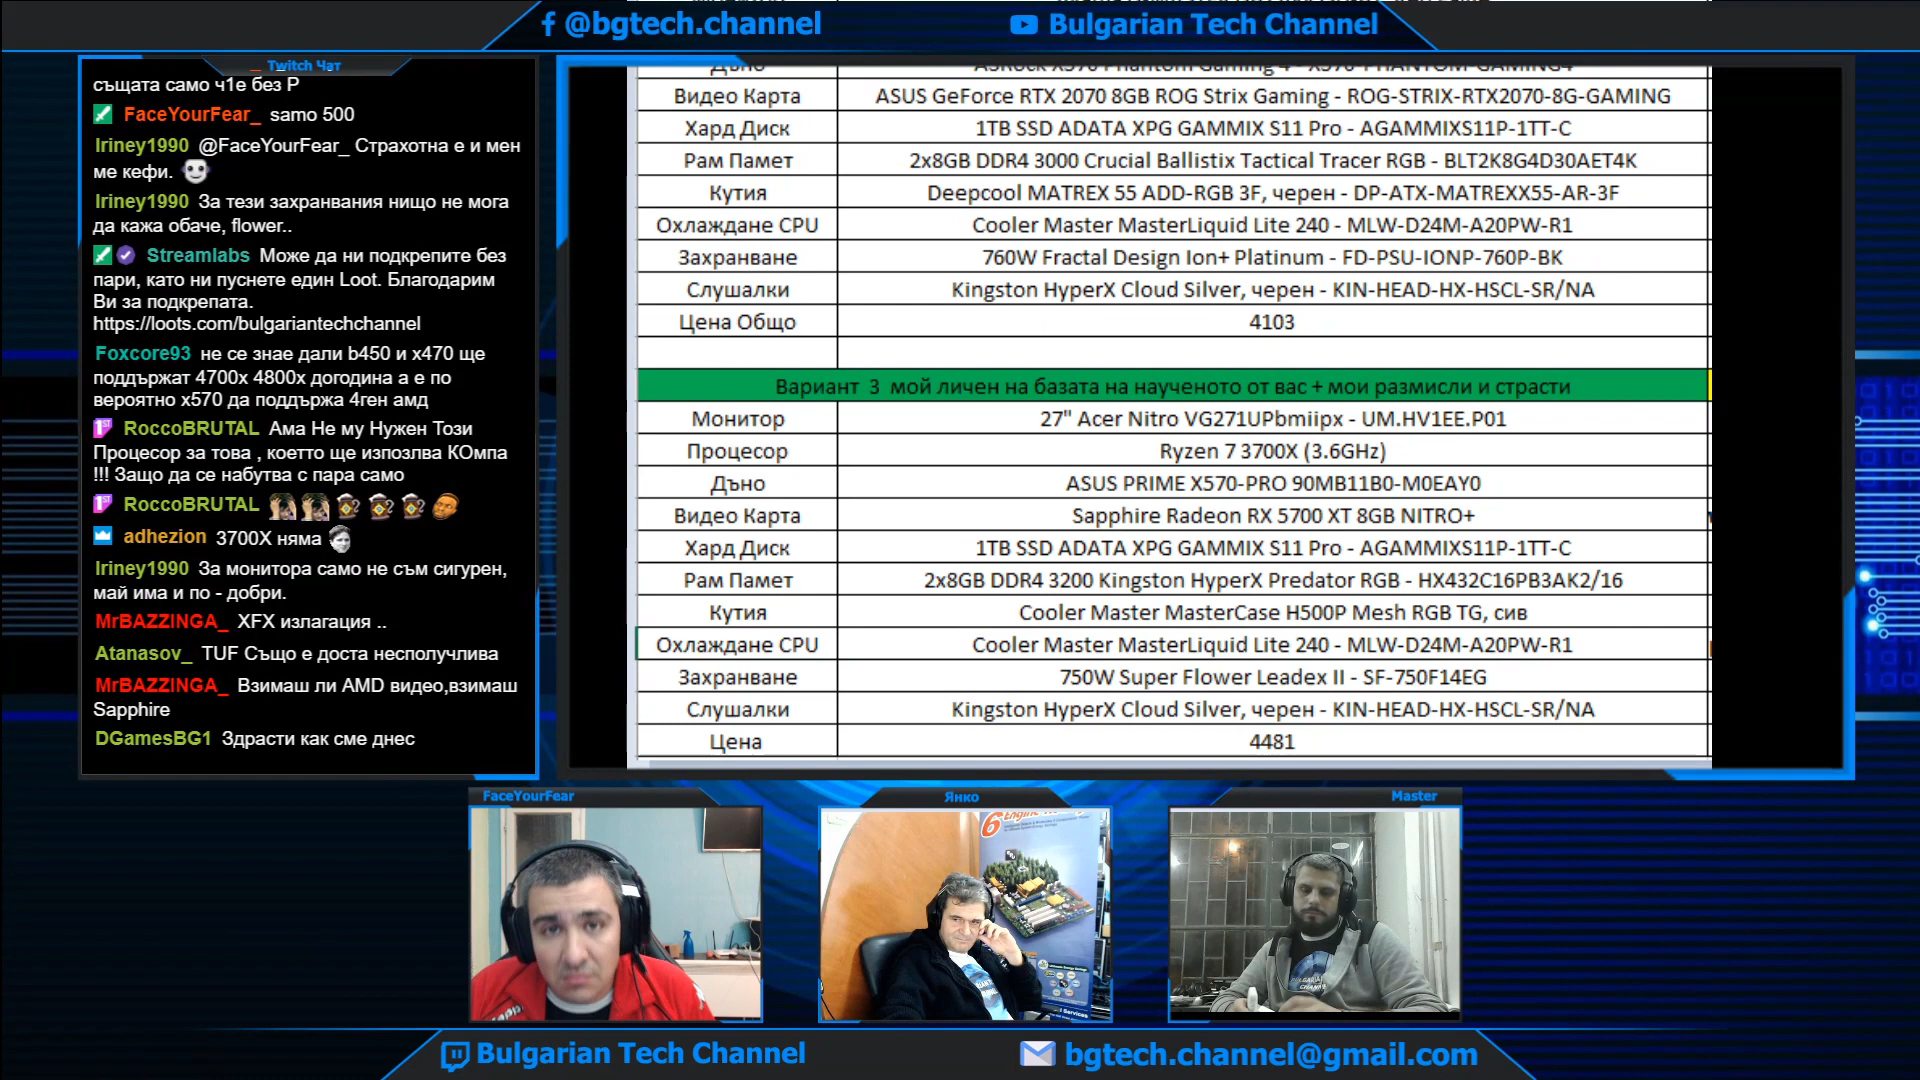 @bgtech.channel
Bulgarian Tech Channel
Twitch Чат
същата само ч1е без P
FaceYourFear_ samo 500
Iriney1990 @FaceYourFear_ Страхотна е и мен
ме кефи.
Iriney1990 За тези захранвания нищо не мога
да кажа обаче, flower..
Streamlabs Може да ни подкрепите без
пари, като ни пуснете един Loot. Благодарим
Ви за подкрепата.
https://loots.com/bulgariantechchannel
Foxcore93 не се знае дали b450 и x470 ще
поддържат 4700x 4800x догодина а е по
вероятно x570 да поддържа 4ген амд
RoccoBRUTAL Ама Не му Нужен Този
Процесор за това , коетто ще изпозлва КОмпа
!!! Защо да се набутва с пара само
RoccoBRUTAL
adhezion 3700X няма
Iriney1990 За монитора само не съм сигурен,
май има и по - добри.
MrBAZZINGA_ XFX излагация ..
Atanasov_ TUF Също е доста несполучлива
MrBAZZINGA_ Взимаш ли AMD видео,взимаш
Sapphire
DGamesBG1 Здрасти как сме днес
Дъно ASRock X570 Phantom Gaming 4 - X570-PHANTOM-GAMING4
Видео Карта ASUS GeForce RTX 2070 8GB ROG Strix Gaming - ROG-STRIX-RTX2070-8G-GAMING
Хард Диск 1TB SSD ADATA XPG GAMMIX S11 Pro - AGAMMIXS11P-1TT-C
Рам Памет 2x8GB DDR4 3000 Crucial Ballistix Tactical Tracer RGB - BLT2K8G4D30AET4K
Кутия Deepcool MATREX 55 ADD-RGB 3F, черен - DP-ATX-MATREXX55-AR-3F
Охлаждане CPU Cooler Master MasterLiquid Lite 240 - MLW-D24M-A20PW-R1
Захранване 760W Fractal Design Ion+ Platinum - FD-PSU-IONP-760P-BK
Слушалки Kingston HyperX Cloud Silver, черен - KIN-HEAD-HX-HSCL-SR/NA
Цена Общо 4103
Вариант 3 мой личен на базата на наученото от вас + мои размисли и страсти
Монитор 27" Acer Nitro VG271UPbmiipx - UM.HV1EE.P01
Процесор Ryzen 7 3700X (3.6GHz)
Дъно ASUS PRIME X570-PRO 90MB11B0-M0EAY0
Видео Карта Sapphire Radeon RX 5700 XT 8GB NITRO+
Хард Диск 1TB SSD ADATA XPG GAMMIX S11 Pro - AGAMMIXS11P-1TT-C
Рам Памет 2x8GB DDR4 3200 Kingston HyperX Predator RGB - HX432C16PB3AK2/16
Кутия Cooler Master MasterCase H500P Mesh RGB TG, сив
Охлаждане CPU Cooler Master MasterLiquid Lite 240 - MLW-D24M-A20PW-R1
Захранване 750W Super Flower Leadex II - SF-750F14EG
Слушалки Kingston HyperX Cloud Silver, черен - KIN-HEAD-HX-HSCL-SR/NA
Цена 4481
FaceYourFear
Янко
Master
Bulgarian Tech Channel
bgtech.channel@gmail.com